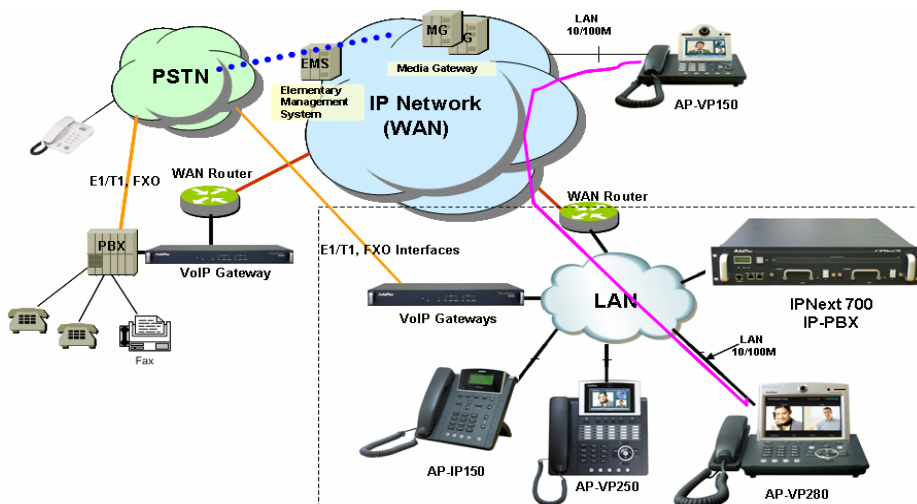 LAN
10/100M
MG
G
EMS
Media Gateway
PSTN
Elementary
Management
System
IP Network
(WAN)
AP-VP150
E1/T1, FXO
WAN Router
WAN Router
PBX
VoIP Gateway
E1/T1, FXO Interfaces
AddPac
LAN
VoIP Gateways
IPNext 700
IP-PBX
LAN
10/100M
Fax
AP-IP150
AP-VP250
AP-VP280